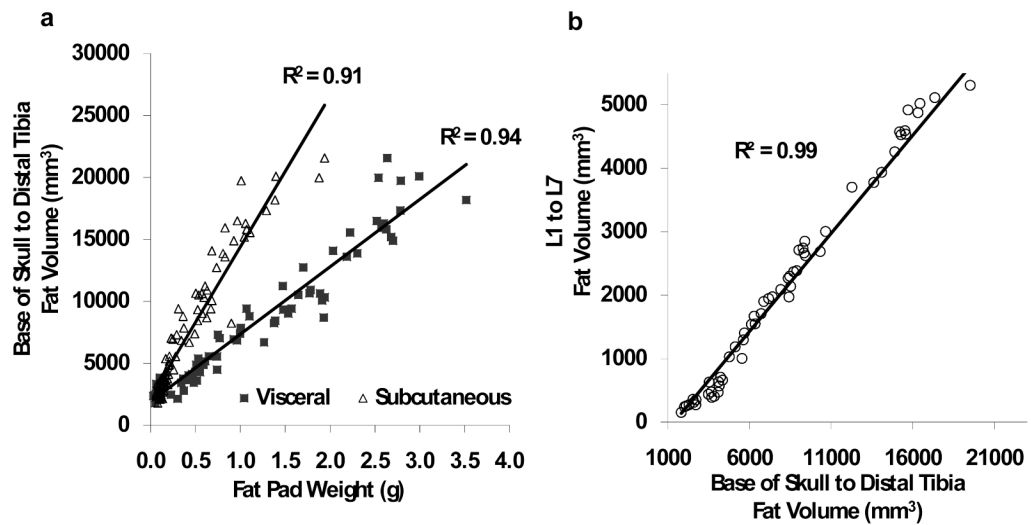 a
30000
25000
20000
15000
10000
5000
0
Base of Skull to Distal Tibia
Fat Volume (mm³)
R² = 0.91
R² = 0.94
Visceral
Subcutaneous
0.0 0.5 1.0 1.5 2.0 2.5 3.0 3.5 4.0
Fat Pad Weight (g)
b
5000
4000
3000
2000
1000
0
L1 to L7
Fat Volume (mm³)
R² = 0.99
1000 6000 11000 16000 21000
Base of Skull to Distal Tibia
Fat Volume (mm³)